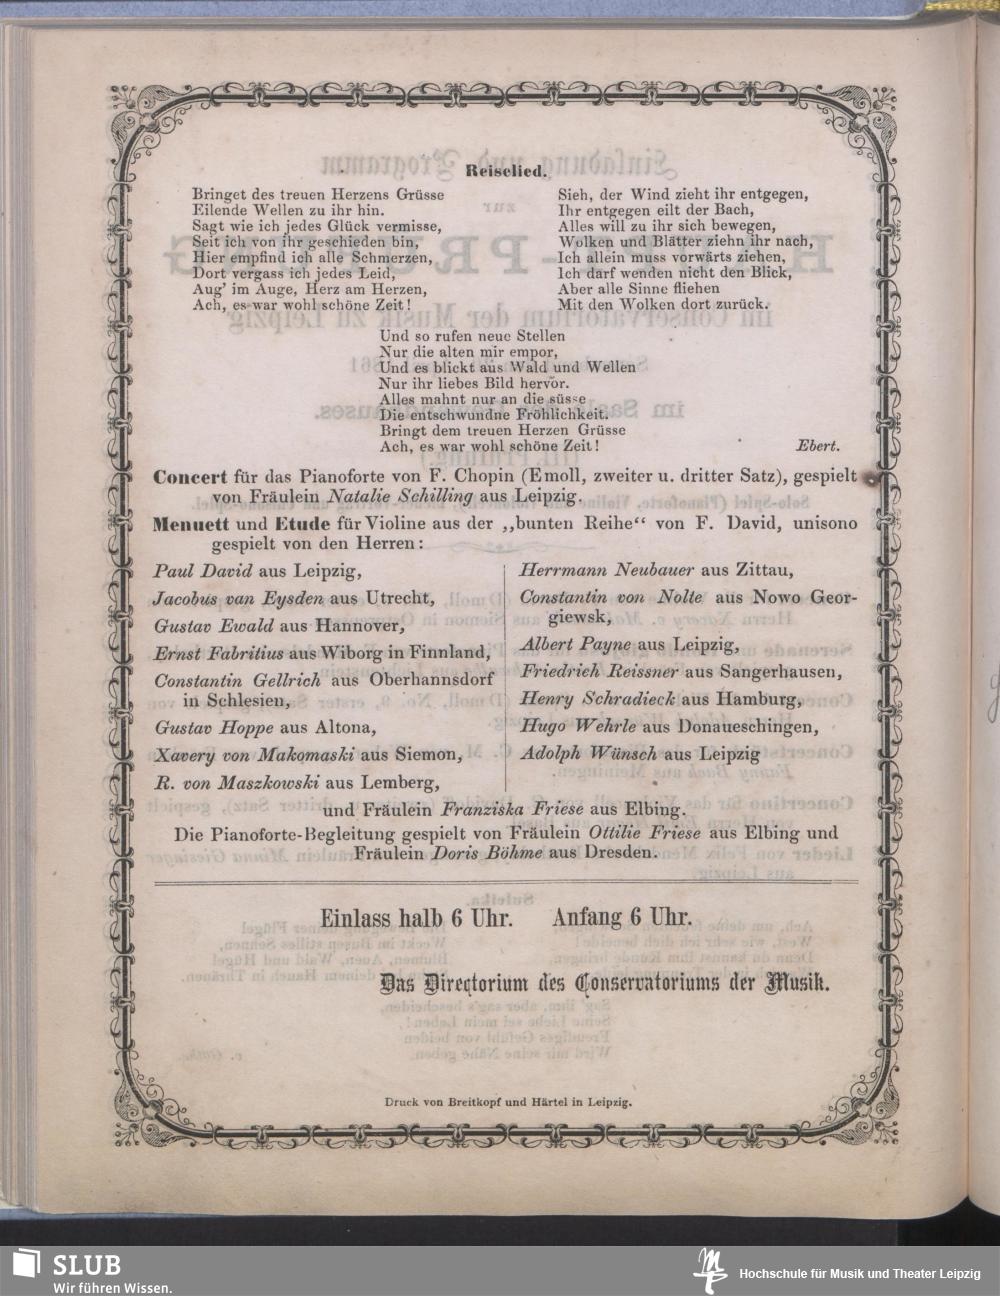 Reiselied.
Bringet des treuen Herzens Grüsse
Eilende Wellen zu ihr hin.
Sagt wie ich jedes Glück vermisse,
Seit ich von ihr geschieden bin,
Hier empfind ich alle Schmerzen,
Dort vergass ich jedes Leid,
Aug' im Auge, Herz am Herzen,
Ach, es war wohl schöne Zeit!
Sieh, der Wind zieht ihr entgegen,
Ihr entgegen eilt der Bach,
Alles will zu ihr sich bewegen,
Wolken und Blätter ziehn ihr nach,
Ich allein muss vorwärts ziehen,
Ich darf wenden nicht den Blick,
Aber alle Sinne fliehen
Mit den Wolken dort zurück.
Und so rufen neue Stellen
Nur die alten mir empor,
Und es blickt aus Wald und Wellen
Nur ihr liebes Bild hervor.
Alles mahnt nur an die süsse
Die entschwundne Fröhlichkeit.
Bringt dem treuen Herzen Grüsse
Ach, es war wohl schöne Zeit!
Ebert.
Concert für das Pianoforte von F. Chopin (Emoll, zweiter u. dritter Satz), gespielt
von Fräulein Natalie Schilling aus Leipzig.
Menuett und Etude für Violine aus der „bunten Reihe“ von F. David, unisono
gespielt von den Herren:
Paul David aus Leipzig,
Jacobus van Eysden aus Utrecht,
Gustav Ewald aus Hannover,
Ernst Fabritius aus Wiborg in Finnland,
Constantin Gellrich aus Oberhannsdorf
in Schlesien,
Gustav Hoppe aus Altona,
Xavery von Makomaski aus Siemon,
R. von Maszkowski aus Lemberg,
Herrmann Neubauer aus Zittau,
Constantin von Nolte aus Nowo Geor-
giewsk,
Albert Payne aus Leipzig,
Friedrich Reissner aus Sangerhausen,
Henry Schradieck aus Hamburg,
Hugo Wehrle aus Donaueschingen,
Adolph Wünsch aus Leipzig
und Fräulein Franziska Friese aus Elbing.
Die Pianoforte-Begleitung gespielt von Fräulein Ottilie Friese aus Elbing und
Fräulein Doris Böhme aus Dresden.
Einlass halb 6 Uhr. Anfang 6 Uhr.
Das Directorium des Conservatoriums der Musik.
Druck von Breitkopf und Härtel in Leipzig.
SLUB
Wir führen Wissen.
Hochschule für Musik und Theater Leipzig